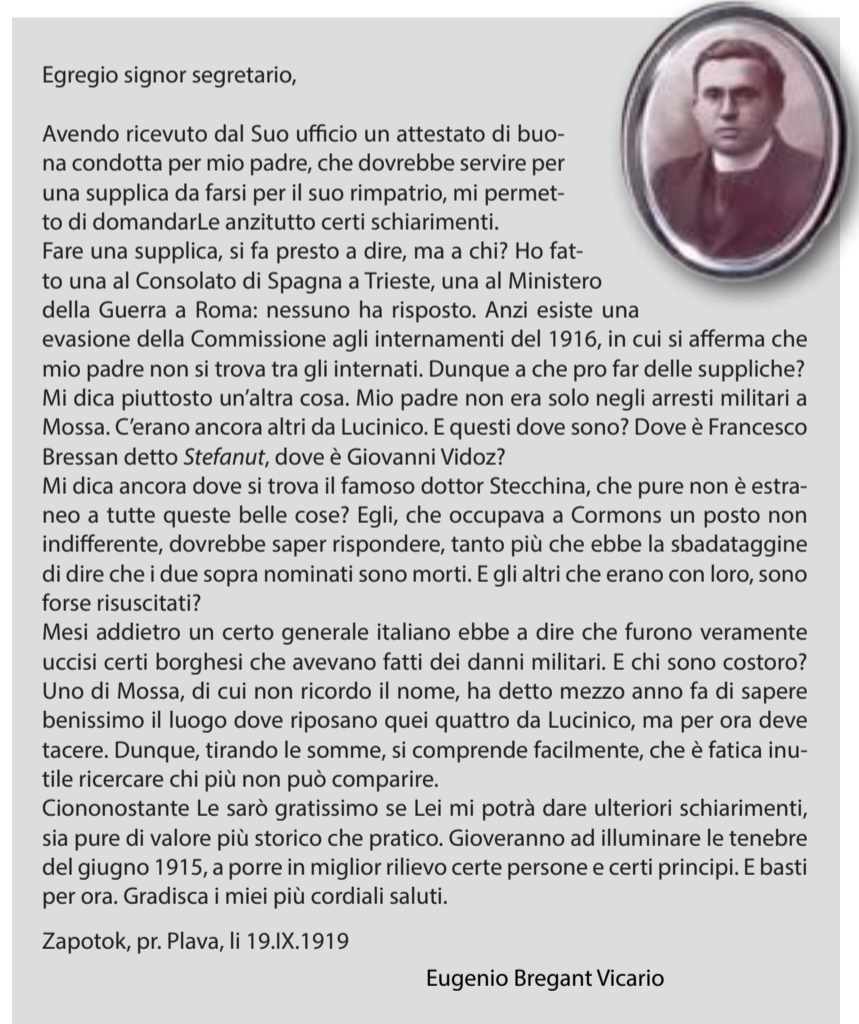 Egregio signor segretario,
Avendo ricevuto dal Suo ufficio un attestato di buo-
na condotta per mio padre, che dovrebbe servire per
una supplica da farsi per il suo rimpatrio, mi permet-
to di domandarLe anzitutto certi schiarimenti.
Fare una supplica, si fa presto a dire, ma a chi? Ho fat-
to una al Consolato di Spagna a Trieste, una al Ministero
della Guerra a Roma: nessuno ha risposto. Anzi esiste una
evasione della Commissione agli internamenti del 1916, in cui si afferma che
mio padre non si trova tra gli internati. Dunque a che pro far delle suppliche?
Mi dica piuttosto un'altra cosa. Mio padre non era solo negli arresti militari a
Mossa. C'erano ancora altri da Lucinico. E questi dove sono? Dove è Francesco
Bressan detto Stefanut, dove è Giovanni Vidoz?
Mi dica ancora dove si trova il famoso dottor Stecchina, che pure non è estra-
neo a tutte queste belle cose? Egli, che occupava a Cormons un posto non
indifferente, dovrebbe saper rispondere, tanto più che ebbe la sbadataggine
di dire che i due sopra nominati sono morti. E gli altri che erano con loro, sono
forse risuscitati?
Mesi addietro un certo generale italiano ebbe a dire che furono veramente
uccisi certi borghesi che avevano fatti dei danni militari. E chi sono costoro?
Uno di Mossa, di cui non ricordo il nome, ha detto mezzo anno fa di sapere
benissimo il luogo dove riposano quei quattro da Lucinico, ma per ora deve
tacere. Dunque, tirando le somme, si comprende facilmente, che è fatica inu-
tile ricercare chi più non può comparire.
Ciononostante Le sarò gratissimo se Lei mi potrà dare ulteriori schiarimenti,
sia pure di valore più storico che pratico. Gioveranno ad illuminare le tenebre
del giugno 1915, a porre in miglior rilievo certe persone e certi principi. E basti
per ora. Gradisca i miei più cordiali saluti.
Zapotok, pr. Plava, li 19.IX.1919
Eugenio Bregant Vicario